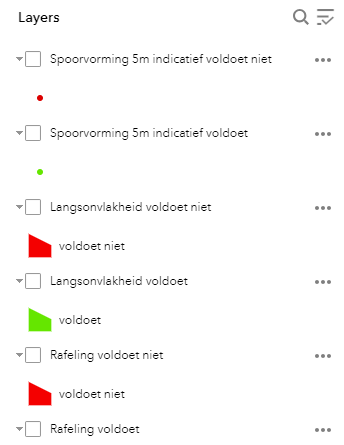 Layers
Spoorvorming 5m indicatief voldoet niet
Spoorvorming 5m indicatief voldoet
Langsonvlakheid voldoet niet
voldoet niet
Langsonvlakheid voldoet
voldoet
Rafeling voldoet niet
voldoet niet
Rafeling voldoet